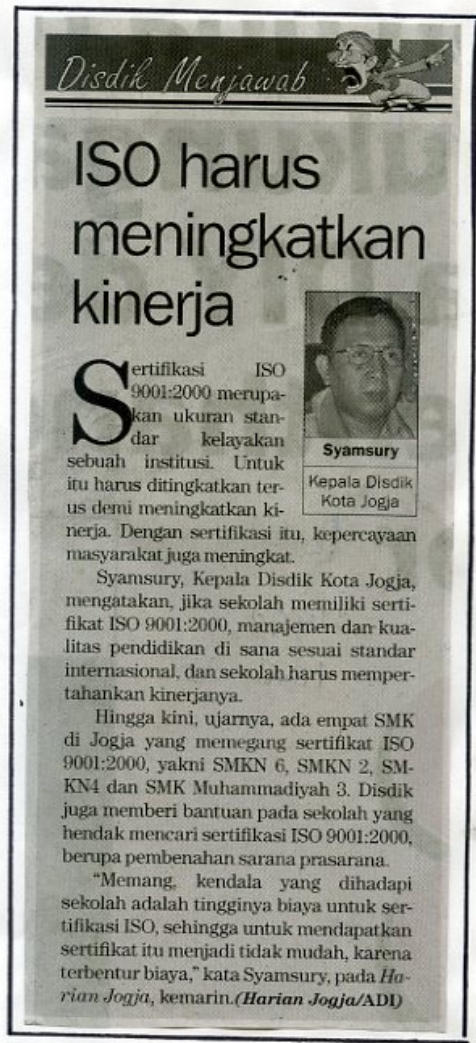 Disdik Menjawab
ISO harus
meningkatkan
kinerja
Sertifikasi ISO
9001:2000 merupa-
kan ukuran stan-
dar kelayakan
sebuah institusi. Untuk
itu harus ditingkatkan ter-
us demi meningkatkan ki-
nerja. Dengan sertifikasi itu, kepercayaan
masyarakat juga meningkat.
Syamsury
Kepala Disdik
Kota Jogja
Syamsury, Kepala Disdik Kota Jogja,
mengatakan, jika sekolah memiliki serti-
fikat ISO 9001:2000, manajemen dan kua-
litas pendidikan di sana sesuai standar
internasional, dan sekolah harus memper-
tahankan kinerjanya.
Hingga kini, ujarnya, ada empat SMK
di Jogja yang memegang sertifikat ISO
9001:2000, yakni SMKN 6, SMKN 2, SM-
KN4 dan SMK Muhammadiyah 3. Disdik
juga memberi bantuan pada sekolah yang
hendak mencari sertifikasi ISO 9001:2000,
berupa pembenahan sarana prasarana.
“Memang, kendala yang dihadapi
sekolah adalah tingginya biaya untuk ser-
tifikasi ISO, sehingga untuk mendapatkan
sertifikat itu menjadi tidak mudah, karena
terbentur biaya,” kata Syamsury, pada Ha-
rian Jogja, kemarin.(Harian Jogja/ADI)